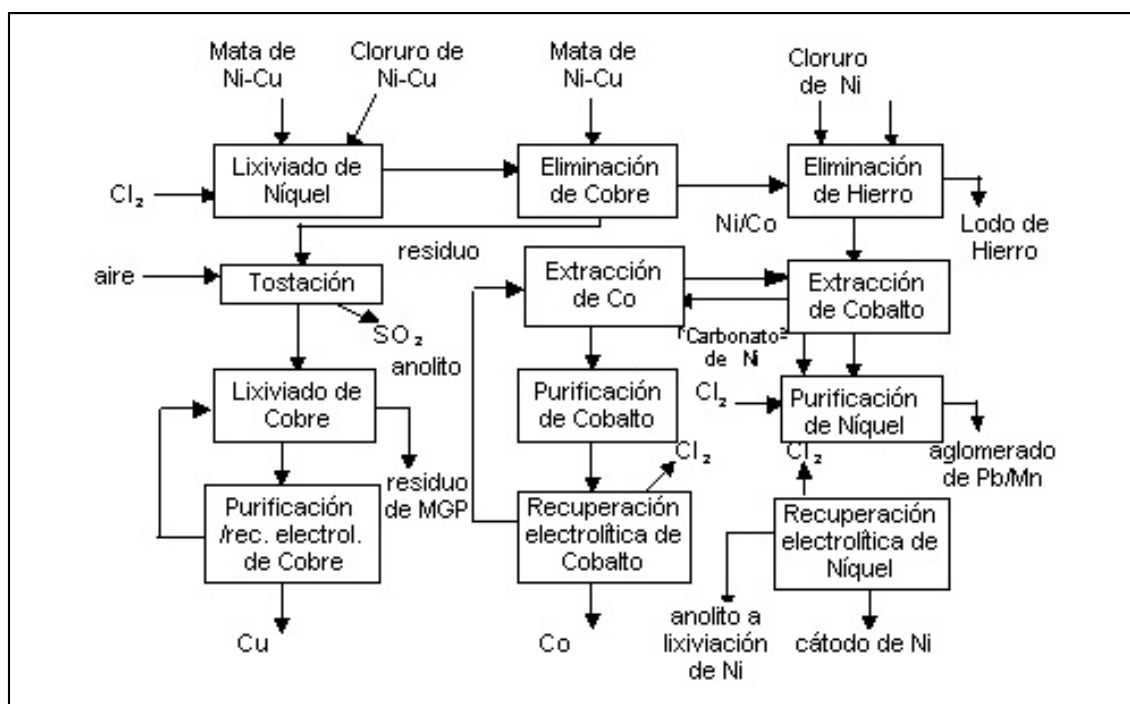 Mata de
Ni-Cu
Cloruro de
Ni-Cu
Mata de
Ni-Cu
Cloruro
de Ni
Lixiviado de
Níquel
Eliminación
de Cobre
Eliminación
de Hierro
Cl₂
Ni/Co
Lodo de
Hierro
residuo
aire
Tostación
Extracción
de Co
Extracción
de Cobalto
SO₂
anolito
"Carbonato"
de Ni
Lixiviado de
Cobre
Purificación
de Cobalto
Cl₂
Purificación
de Níquel
Cl₂
Cl₂
aglomerado
de Pb/Mn
residuo
de MGP
Purificación
/rec. electrol.
de Cobre
Recuperación
electrolítica de
Cobalto
Recuperación
electrolítica de
Níquel
Cu
Co
anolito a
lixiviación
de Ni
cátodo de Ni